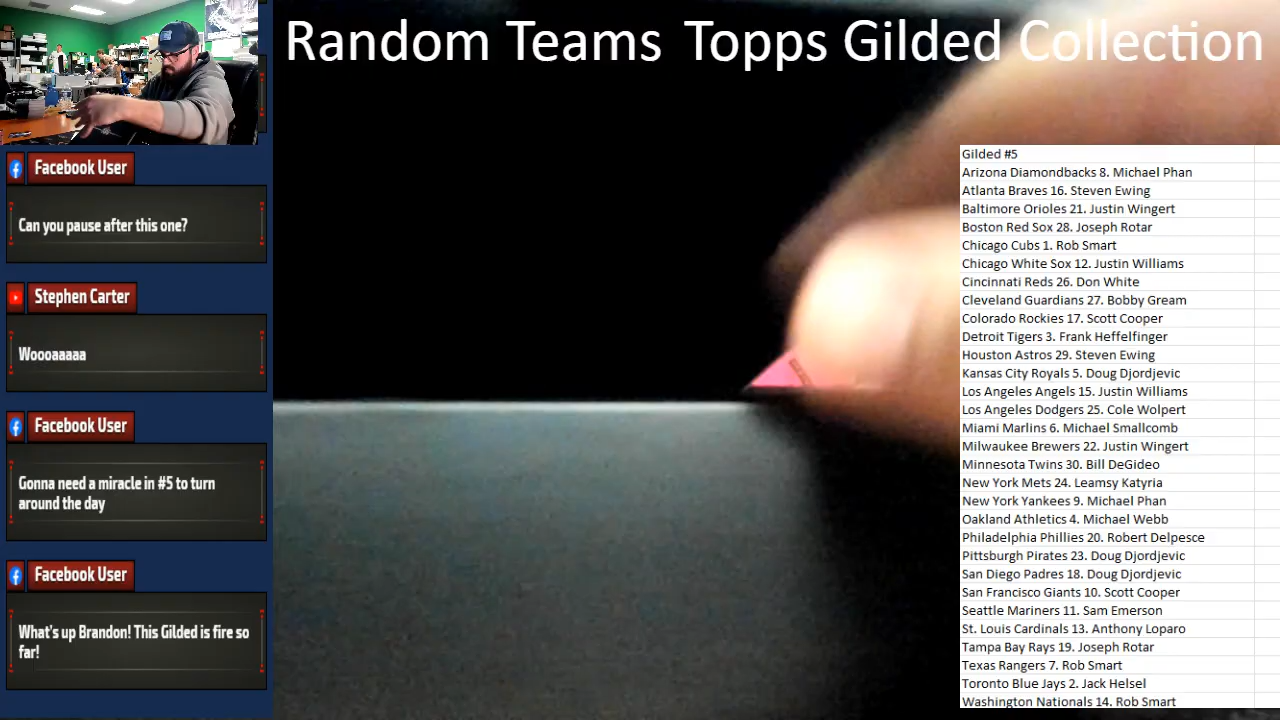 Random Teams Topps Gilded Collection
Facebook User
Can you pause after this one?
Stephen Carter
Woooaaaaa
Facebook User
Gonna need a miracle in #5 to turn
around the day
Facebook User
What's up Brandon! This Gilded is fire so
far!
Gilded #5
Arizona Diamondbacks 8. Michael Phan
Atlanta Braves 16. Steven Ewing
Baltimore Orioles 21. Justin Wingert
Boston Red Sox 28. Joseph Rotar
Chicago Cubs 1. Rob Smart
Chicago White Sox 12. Justin Williams
Cincinnati Reds 26. Don White
Cleveland Guardians 27. Bobby Gream
Colorado Rockies 17. Scott Cooper
Detroit Tigers 3. Frank Heffelfinger
Houston Astros 29. Steven Ewing
Kansas City Royals 5. Doug Djordjevic
Los Angeles Angels 15. Justin Williams
Los Angeles Dodgers 25. Cole Wolpert
Miami Marlins 6. Michael Smallcomb
Milwaukee Brewers 22. Justin Wingert
Minnesota Twins 30. Bill DeGideo
New York Mets 24. Leamsy Katyria
New York Yankees 9. Michael Phan
Oakland Athletics 4. Michael Webb
Philadelphia Phillies 20. Robert Delpesce
Pittsburgh Pirates 23. Doug Djordjevic
San Diego Padres 18. Doug Djordjevic
San Francisco Giants 10. Scott Cooper
Seattle Mariners 11. Sam Emerson
St. Louis Cardinals 13. Anthony Loparo
Tampa Bay Rays 19. Joseph Rotar
Texas Rangers 7. Rob Smart
Toronto Blue Jays 2. Jack Helsel
Washington Nationals 14. Rob Smart